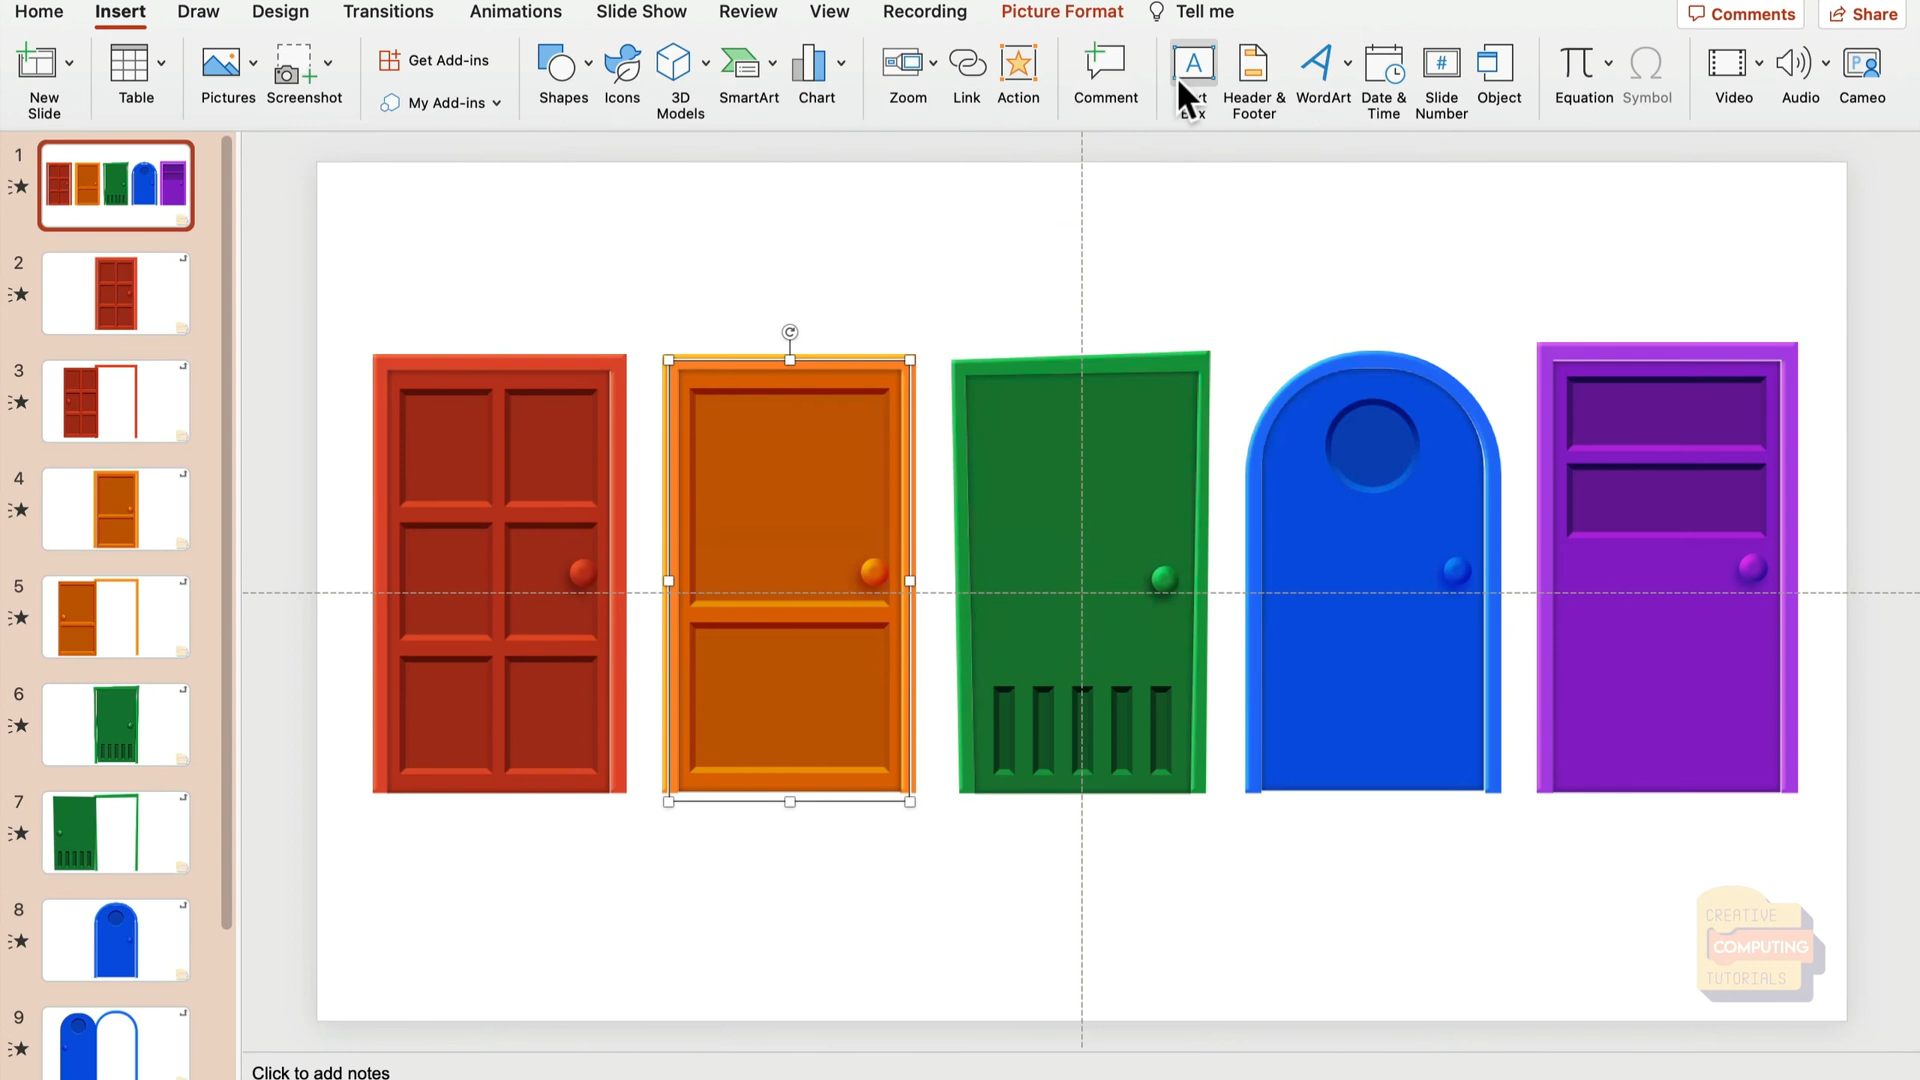 Home Insert Draw Design Transitions Animations Slide Show Review View Recording Picture Format Tell me Comments Share
Get Add-ins
My Add-ins
New Slide
Table
Pictures
Screenshot
Shapes
Icons
3D Models
SmartArt
Chart
Zoom
Link
Action
Comment
Header & Footer
WordArt
Date & Time
Slide Number
Object
Equation
Symbol
Video
Audio
Cameo
1
2
3
4
5
6
7
8
9
CREATIVE
COMPUTING
TUTORIALS
Click to add notes